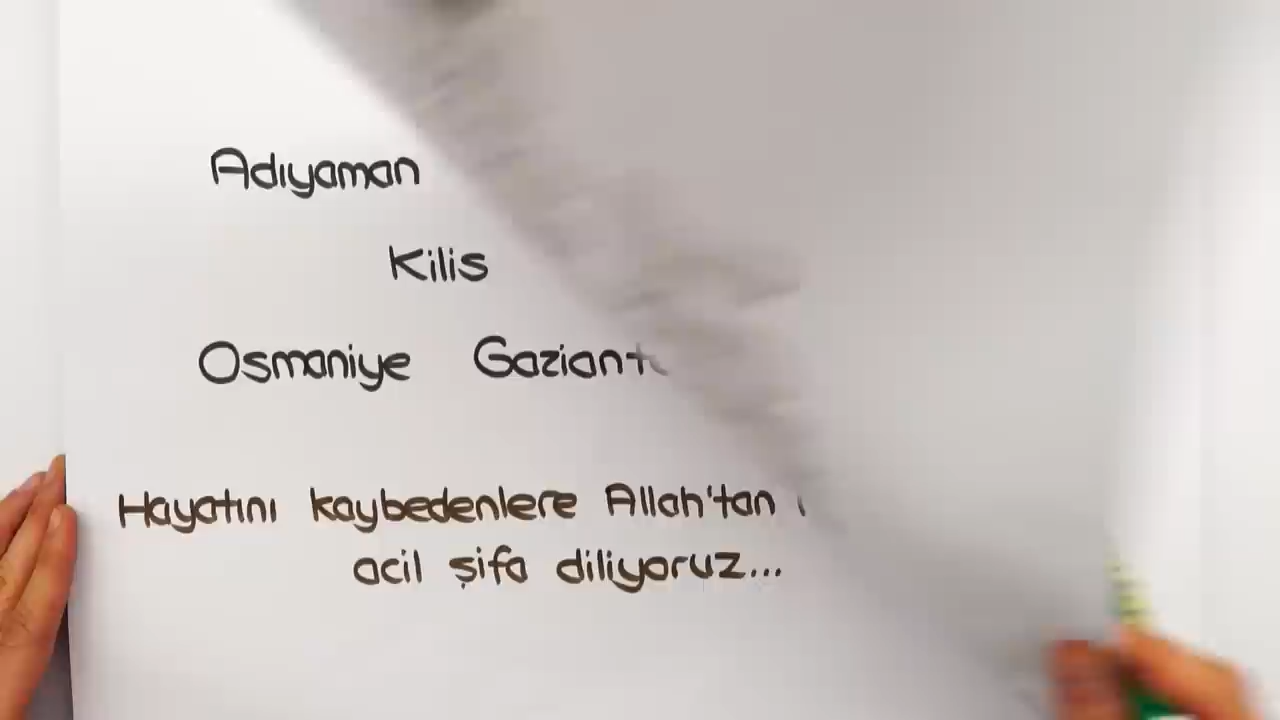 Adıyaman
Kilis
Osmaniye
Hayatını kaybedenlere Allah'tan
acil şifa diliyoruz...